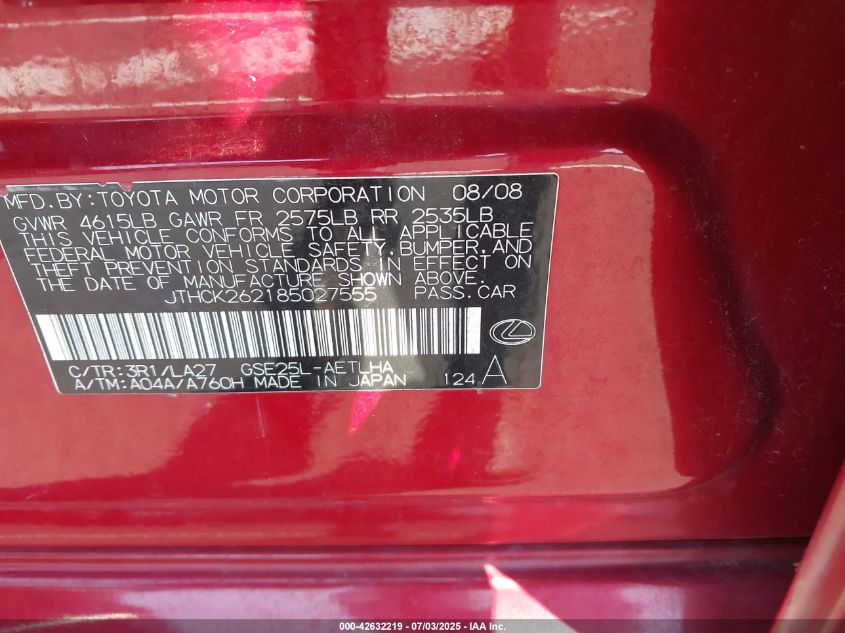 MFD.BY:TOYOTA MOTOR CORPORATION 08/08
GVWR 4615LB GAWR FR 2575LB RR 2535LB
THIS VEHICLE CONFORMS TO ALL APPLICABLE
FEDERAL MOTOR VEHICLE SAFETY,BUMPER,AND
THEFT PREVENTION STANDARDS IN EFFECT ON
THE DATE OF MANUFACTURE SHOWN ABOVE.
JTHCK262185027555 PASS.CAR
C/TR:3R1/LA27 GSE25L-AETLHA
A/TM:A04A/A760H MADE IN JAPAN 124 A
000-42632219 - 07/03/2025 - IAA Inc.